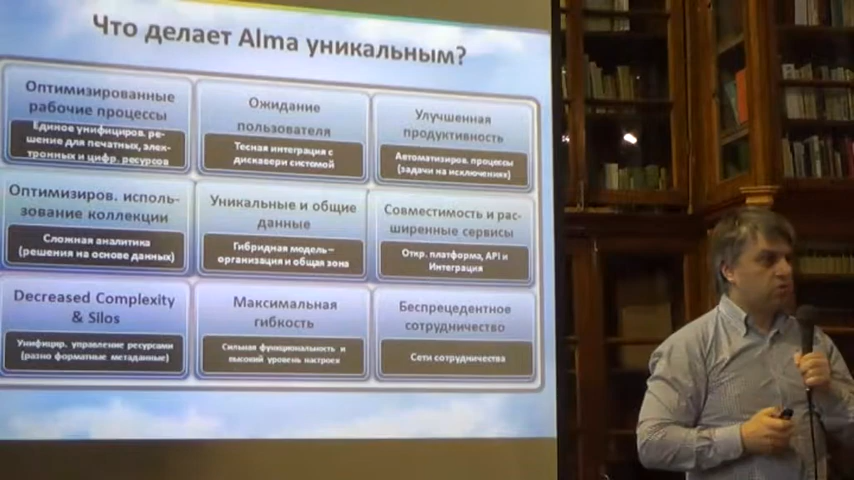 Что делает Alma уникальным?
Оптимизированные
рабочие процессы
Единое унифициров. ре-
шение для печатных, элек-
тронных и цифр. ресурсов
Ожидание
пользователя
Тесная интеграция с
дискавери системой
Улучшенная
продуктивность
Автоматизиров. процессы
(задачи на исключения)
Оптимизиров. исполь-
зование коллекции
Сложная аналитика
(решения на основе данных)
Уникальные и общие
данные
Гибридная модель–
организация и общая зона
Совместимость и рас-
ширенные сервисы
Откр. платформа, API и
Интеграция
Decreased Complexity
& Silos
Унифицир. управление ресурсами
(разно форматные метаданные)
Максимальная
гибкость
Сильная функциональность и
высокий уровень настроек
Беспрецедентное
сотрудничество
Сети сотрудничества